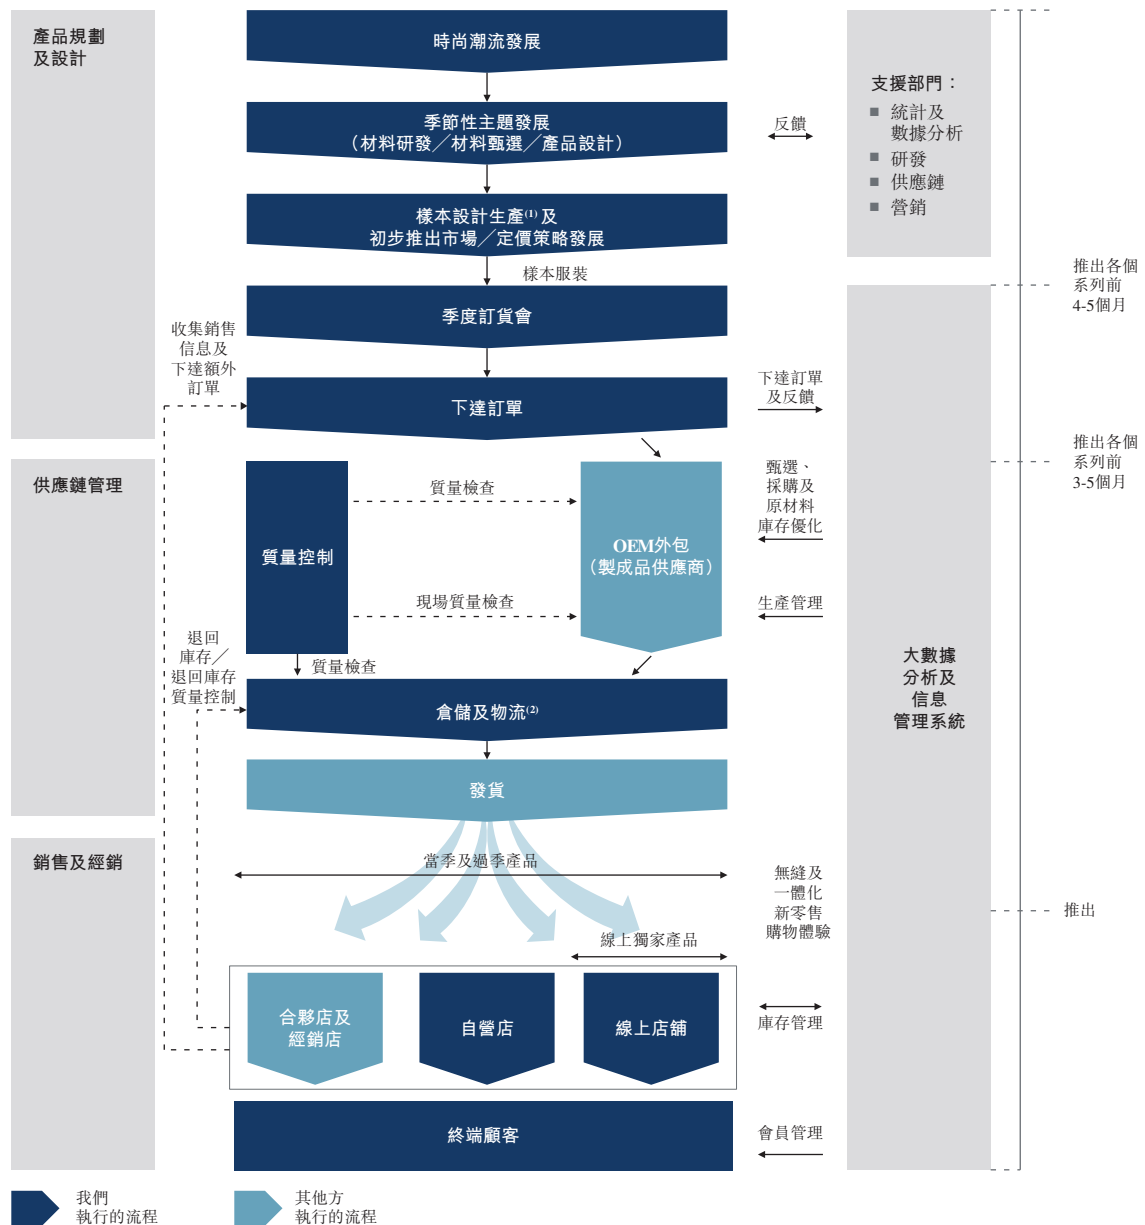 產品規劃
及設計
時尚潮流發展
季節性主題發展
（材料研發／材料甄選／產品設計）
反饋
支援部門：
■ 統計及
數據分析
■ 研發
■ 供應鏈
■ 營銷
樣本設計生產(1)及
初步推出市場／定價策略發展
樣本服裝
推出各個
系列前
4-5個月
季度訂貨會
收集銷售
信息及
下達額外
訂單
下達訂單
下達訂單
及反饋
推出各個
系列前
3-5個月
供應鏈管理
質量控制
質量檢查
現場質量檢查
OEM外包
（製成品供應商）
甄選、
採購及
原材料
庫存優化
生產管理
退回
庫存／
退回庫存
質量控制
質量檢查
倉儲及物流(2)
大數據
分析及
信息
管理系統
發貨
銷售及經銷
當季及過季產品
無縫及
一體化
新零售
購物體驗
推出
線上獨家產品
合夥店及
經銷店
自營店
線上店舖
庫存管理
終端顧客
會員管理
我們
執行的流程
其他方
執行的流程